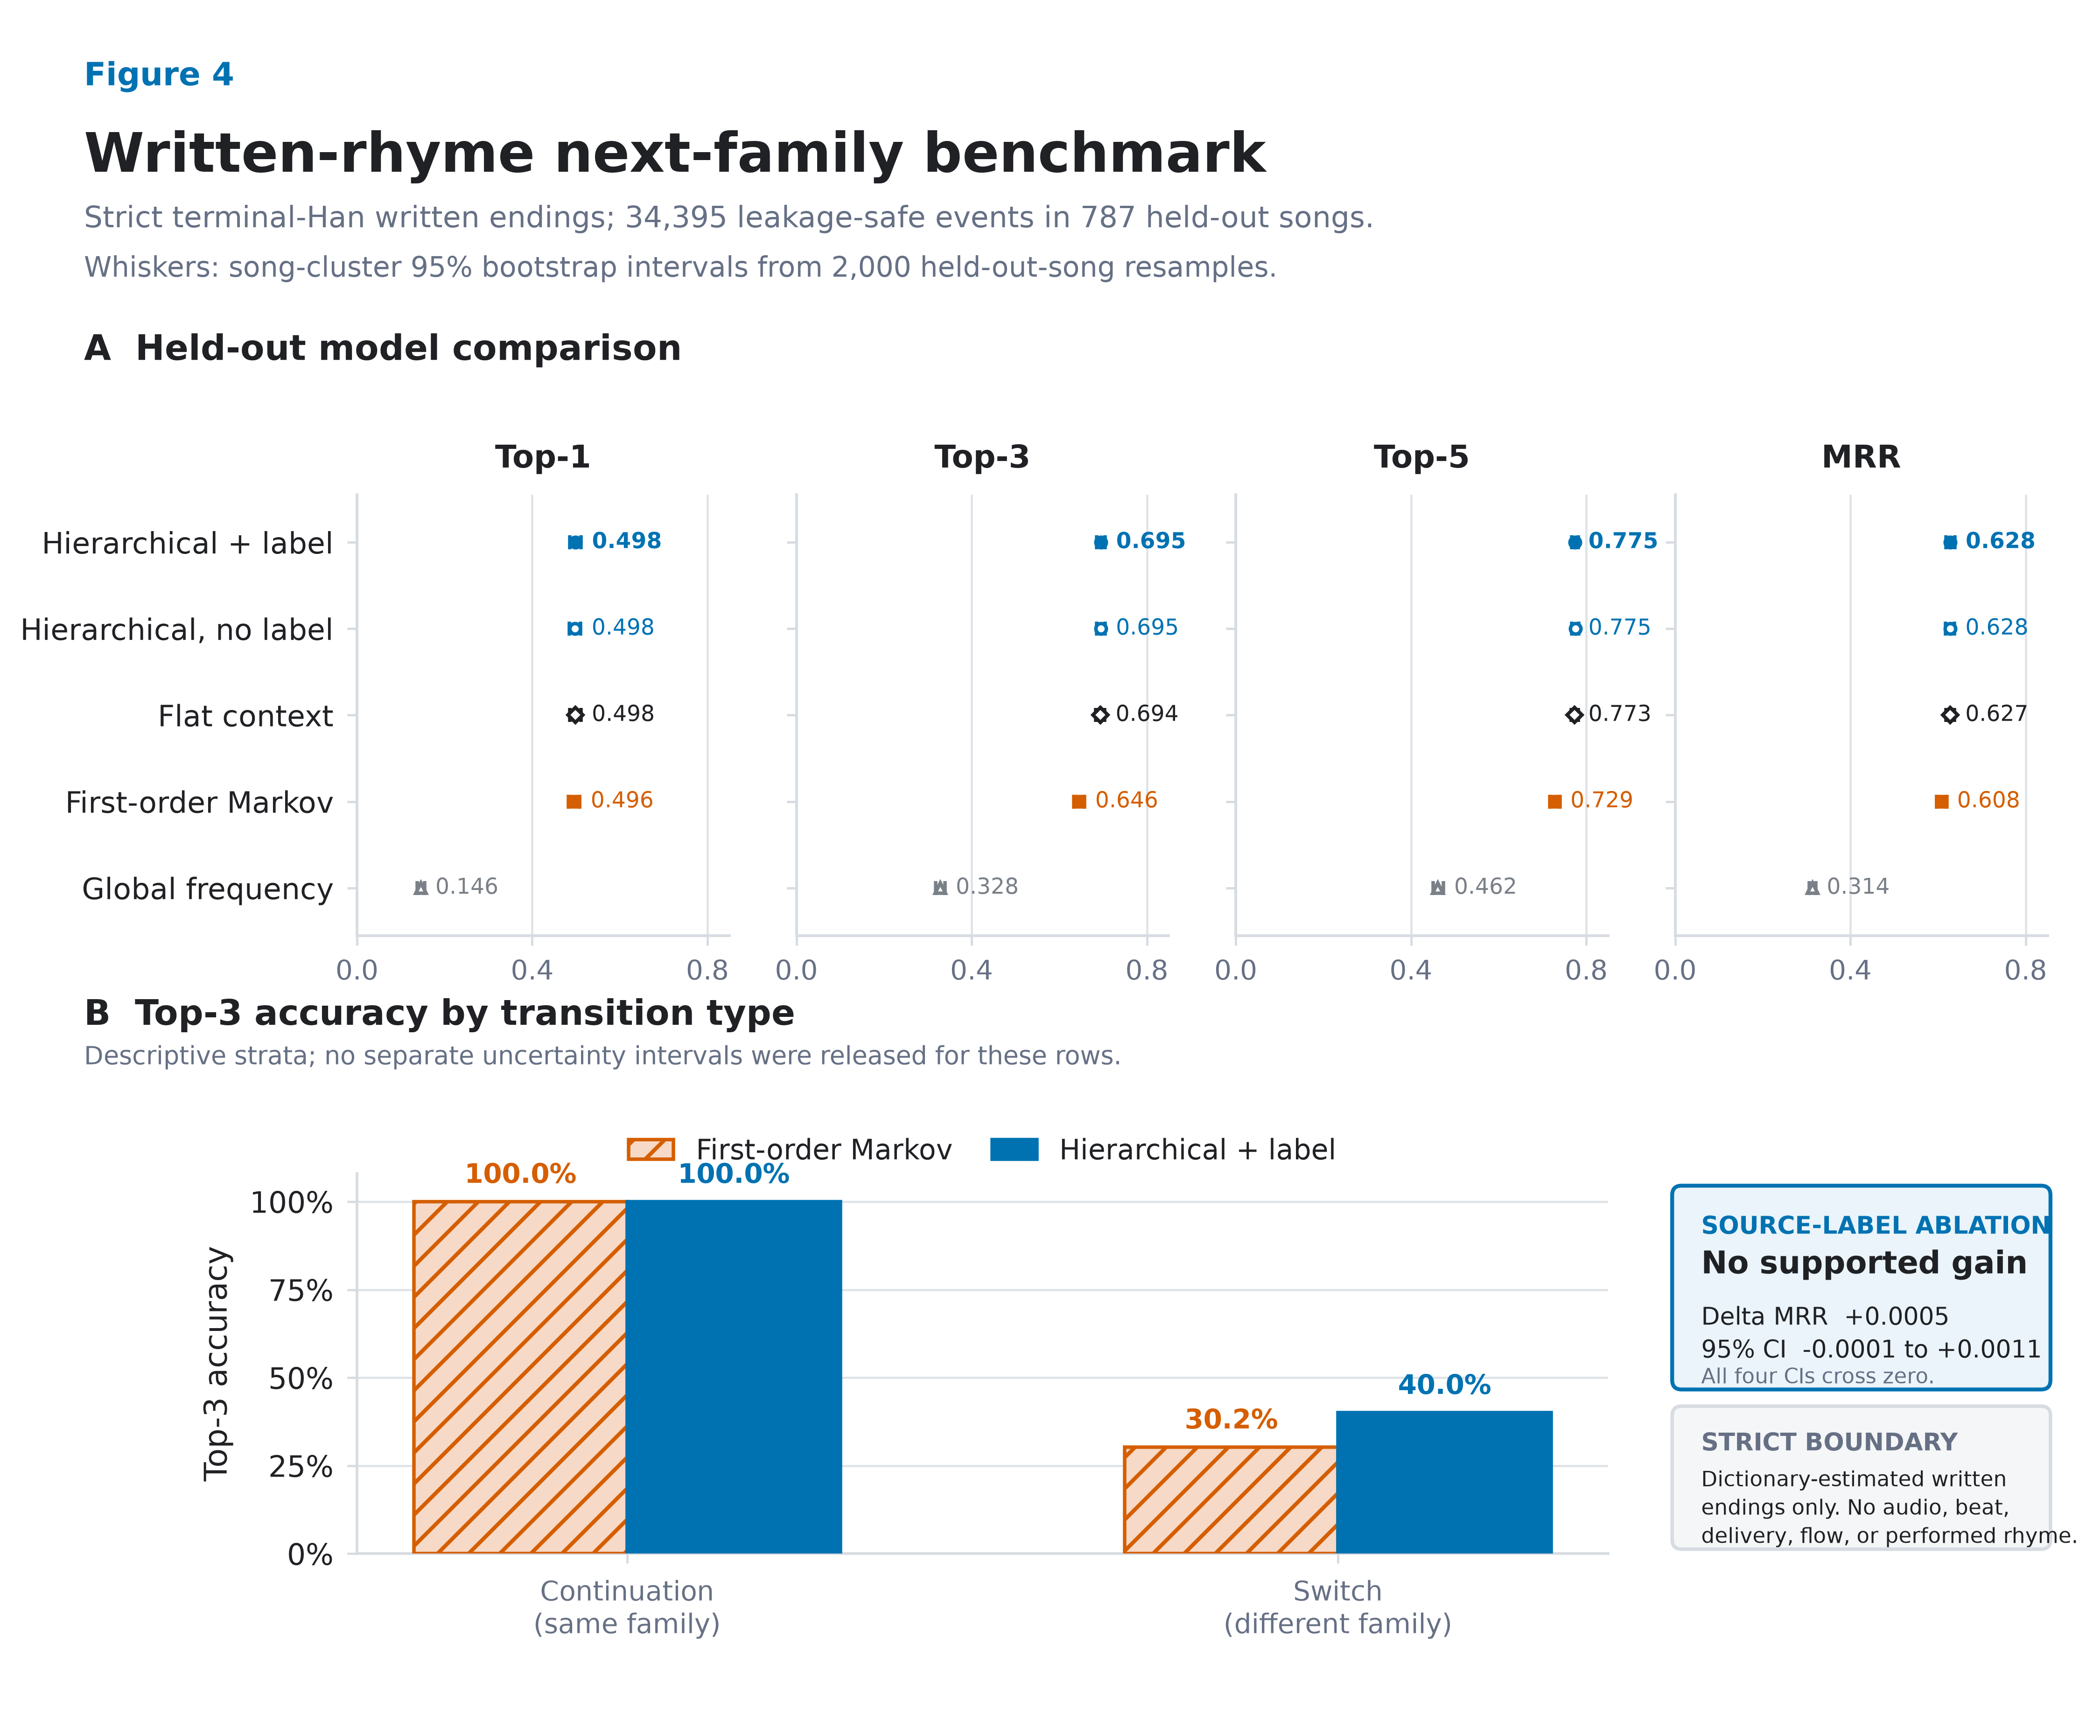 Figure 4
Written-rhyme next-family benchmark
Strict terminal-Han written endings; 34,395 leakage-safe events in 787 held-out songs.
Whiskers: song-cluster 95% bootstrap intervals from 2,000 held-out-song resamples.
A Held-out model comparison
Top-1 Top-3 Top-5 MRR
Hierarchical + label 0.498 0.695 0.775 0.628
Hierarchical, no label 0.498 0.695 0.775 0.628
Flat context 0.498 0.694 0.773 0.627
First-order Markov 0.496 0.646 0.729 0.608
Global frequency 0.146 0.328 0.462 0.314
0.0 0.4 0.8 0.0 0.4 0.8 0.0 0.4 0.8 0.0 0.4 0.8
B Top-3 accuracy by transition type
Descriptive strata; no separate uncertainty intervals were released for these rows.
First-order Markov Hierarchical + label
100.0% 100.0%
30.2% 40.0%
Top-3 accuracy
100%
75%
50%
25%
0%
Continuation
(same family)
Switch
(different family)
SOURCE-LABEL ABLATION
No supported gain
Delta MRR +0.0005
95% CI -0.0001 to +0.0011
All four CIs cross zero.
STRICT BOUNDARY
Dictionary-estimated written
endings only. No audio, beat,
delivery, flow, or performed rhyme.